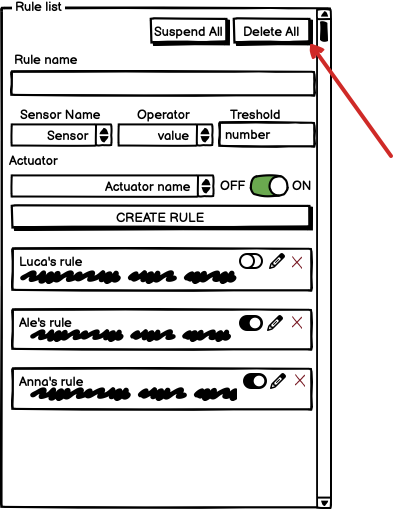 Rule list
Suspend All Delete All
Rule name
Sensor Name Operator Treshold
Sensor value number
Actuator
Actuator name OFF ON
CREATE RULE
Luca's rule
Ale's rule
Anna's rule